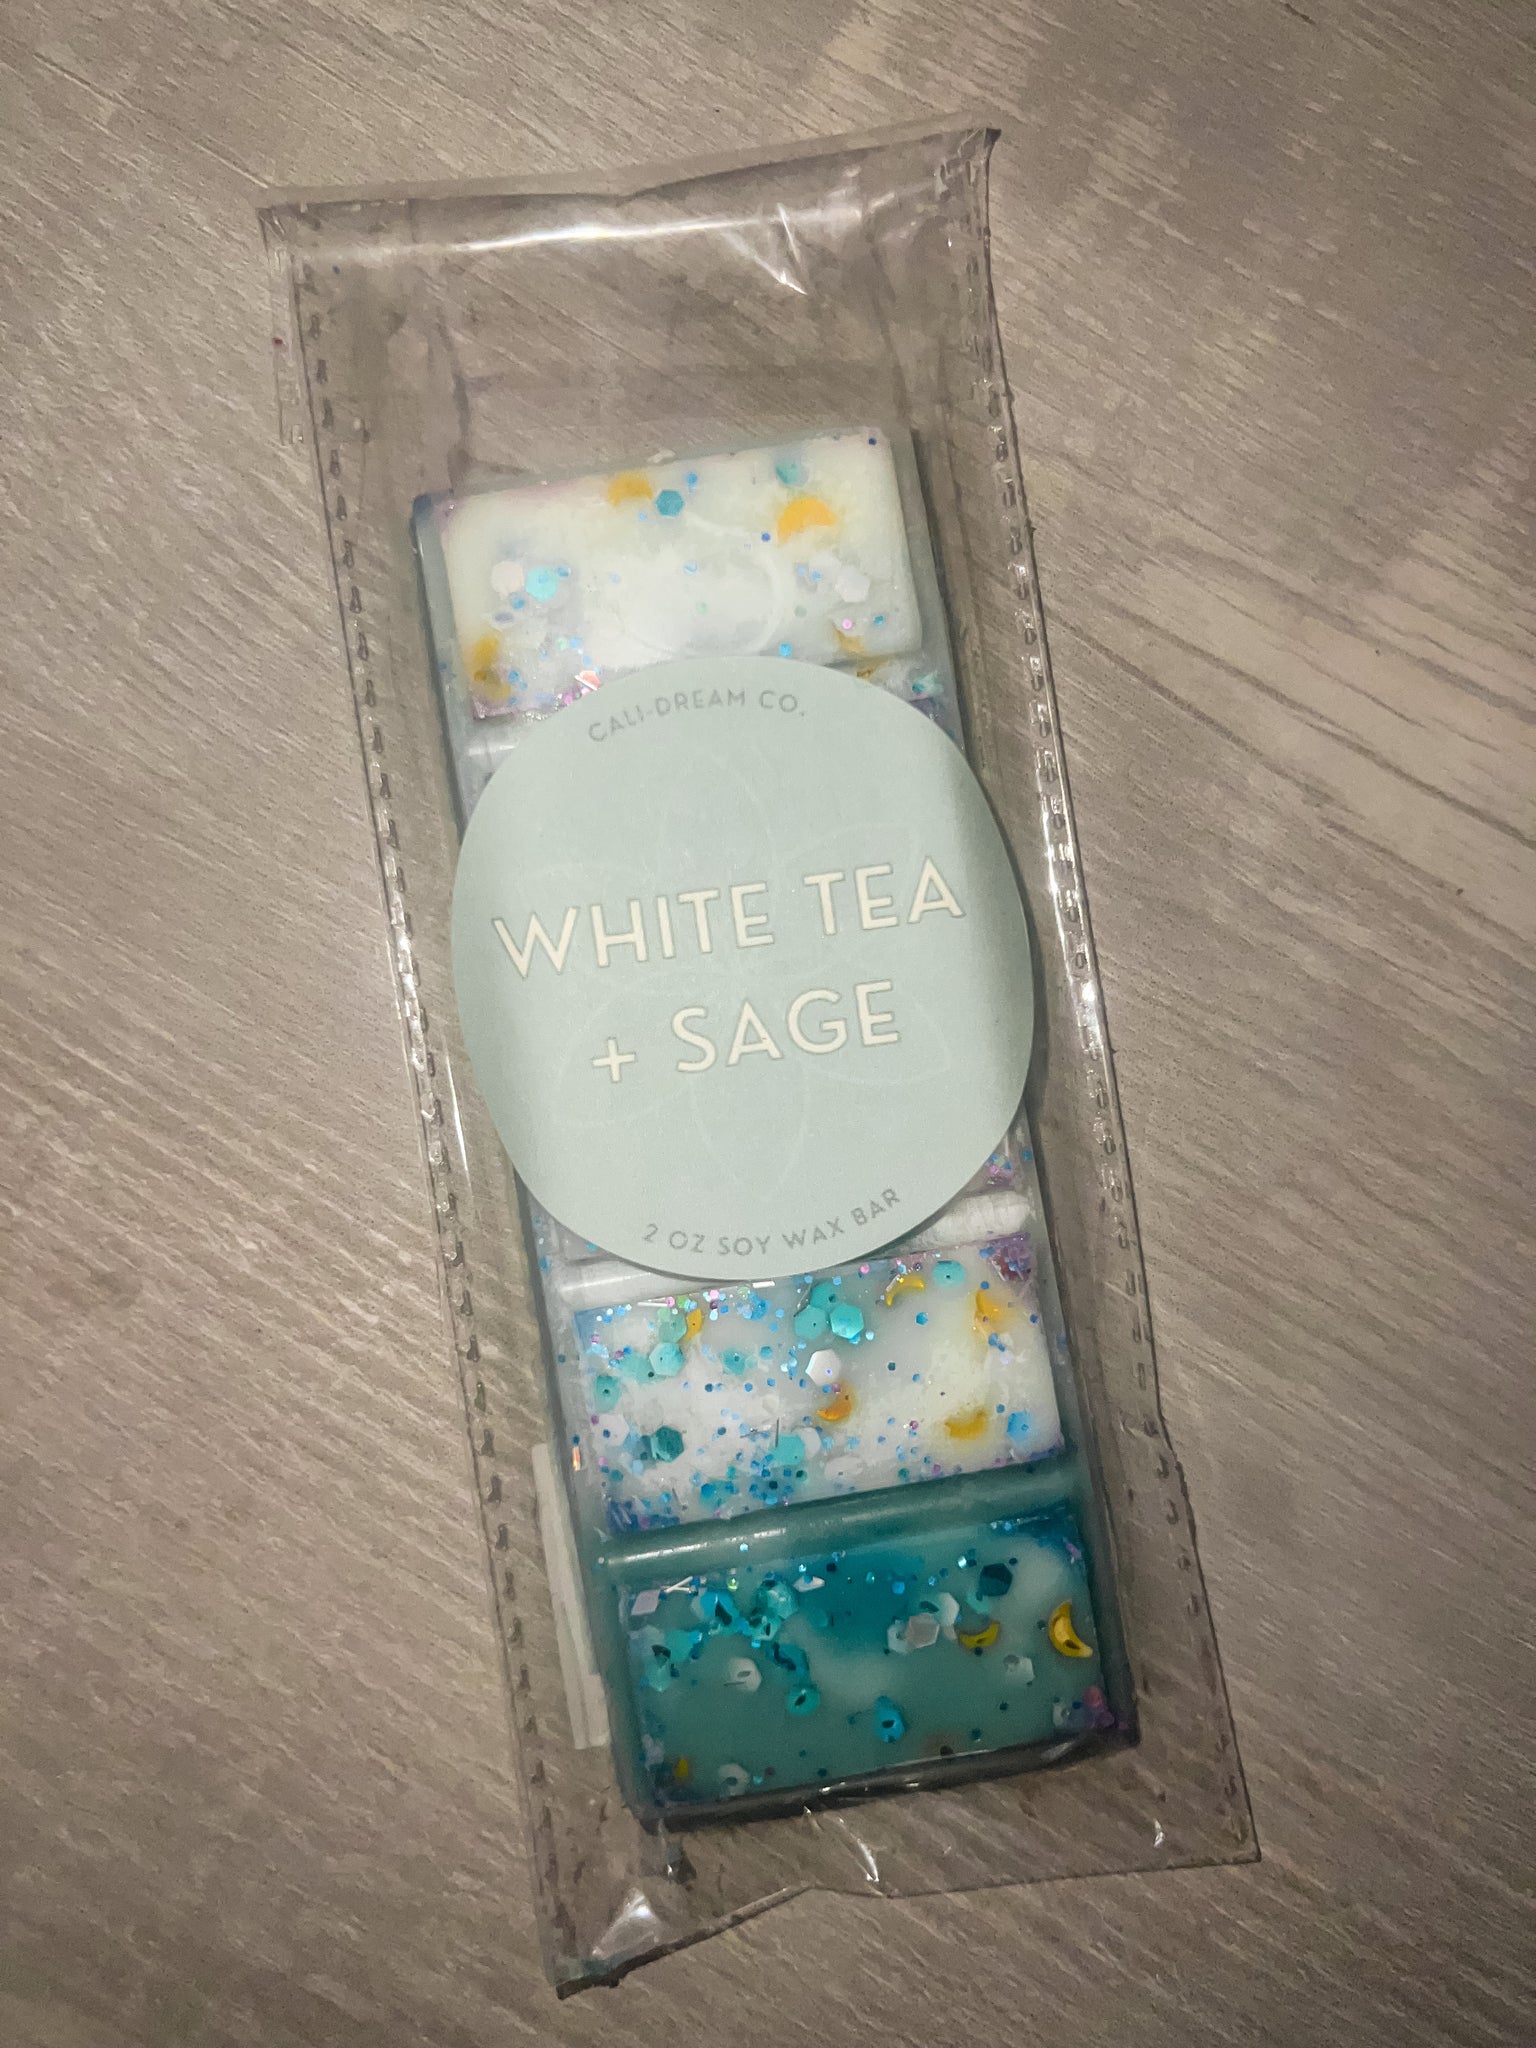 CALI-DREAM CO.
WHITE TEA
+ SAGE
2 OZ SOY WAX BAR